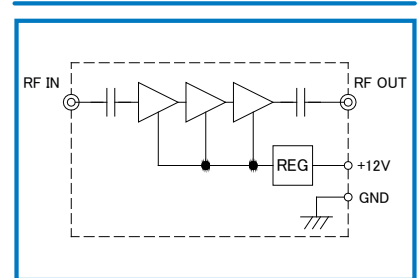 RF IN
RF OUT
REG
+12V
GND